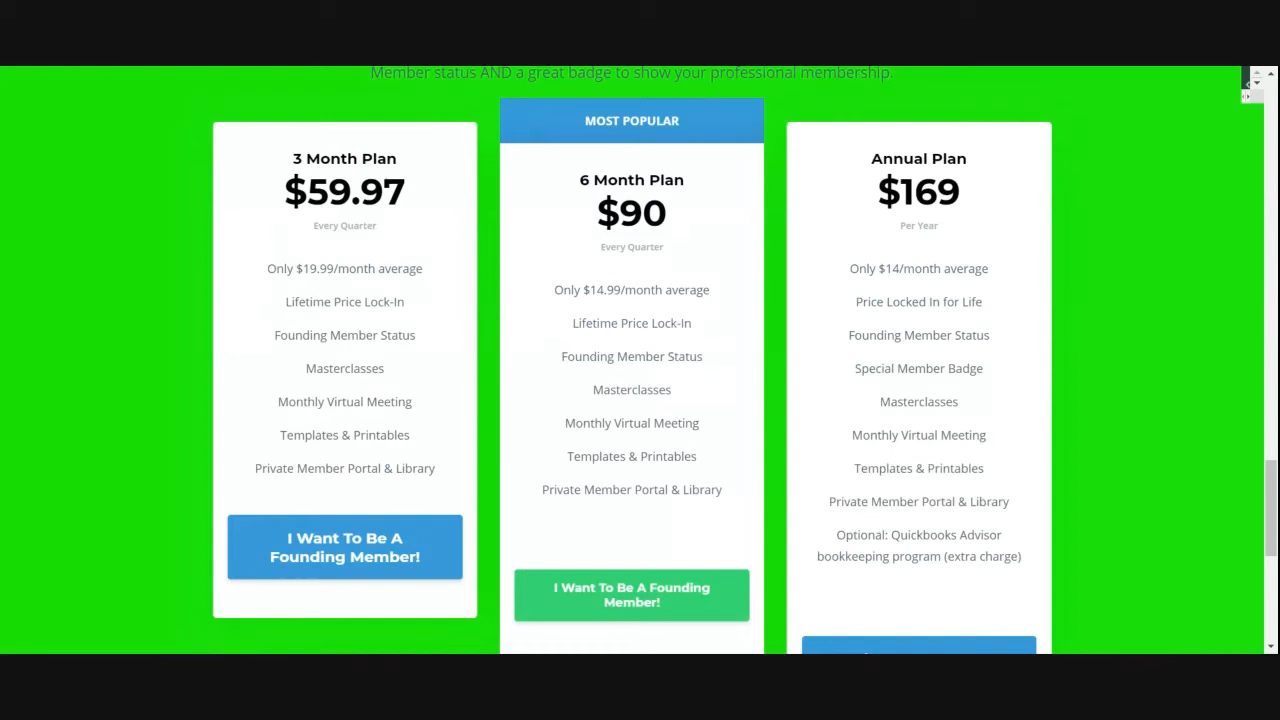 Member status AND a great badge to show your professional membership.
3 Month Plan
$59.97
Every Quarter
Only $19.99/month average
Lifetime Price Lock-In
Founding Member Status
Masterclasses
Monthly Virtual Meeting
Templates & Printables
Private Member Portal & Library
I Want To Be A
Founding Member!
MOST POPULAR
6 Month Plan
$90
Every Quarter
Only $14.99/month average
Lifetime Price Lock-In
Founding Member Status
Masterclasses
Monthly Virtual Meeting
Templates & Printables
Private Member Portal & Library
I Want To Be A Founding
Member!
Annual Plan
$169
Per Year
Only $14/month average
Price Locked In for Life
Founding Member Status
Special Member Badge
Masterclasses
Monthly Virtual Meeting
Templates & Printables
Private Member Portal & Library
Optional: Quickbooks Advisor
bookkeeping program (extra charge)